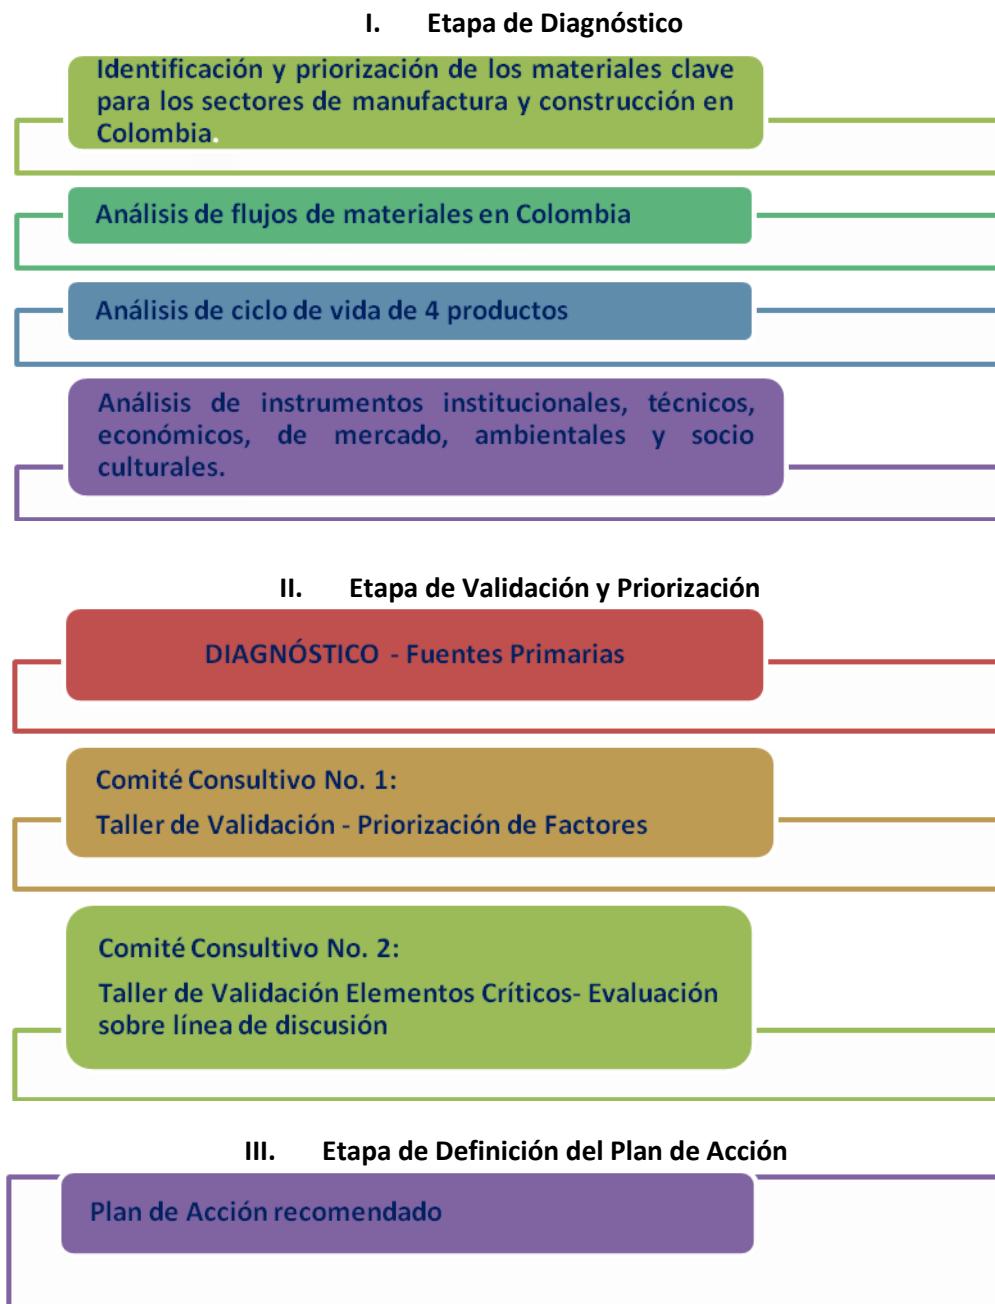 I. Etapa de Diagnóstico
Identificación y priorización de los materiales clave
para los sectores de manufactura y construcción en
Colombia.
Análisis de flujos de materiales en Colombia
Análisis de ciclo de vida de 4 productos
Análisis de instrumentos institucionales, técnicos,
económicos, de mercado, ambientales y socio
culturales.
II. Etapa de Validación y Priorización
DIAGNÓSTICO - Fuentes Primarias
Comité Consultivo No. 1:
Taller de Validación - Priorización de Factores
Comité Consultivo No. 2:
Taller de Validación Elementos Críticos- Evaluación
sobre línea de discusión
III. Etapa de Definición del Plan de Acción
Plan de Acción recomendado